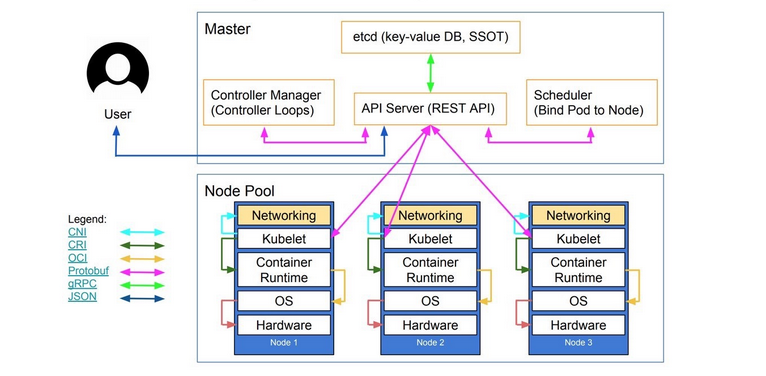 Master
etcd (key-value DB, SSOT)
Controller Manager
(Controller Loops)
API Server (REST API)
Scheduler
(Bind Pod to Node)
User
Node Pool
Networking
Kubelet
Container
Runtime
OS
Hardware
Node 1
Networking
Kubelet
Container
Runtime
OS
Hardware
Node 2
Networking
Kubelet
Container
Runtime
OS
Hardware
Node 3
Legend:
CNI
CRI
OCI
Protobuf
gRPC
JSON